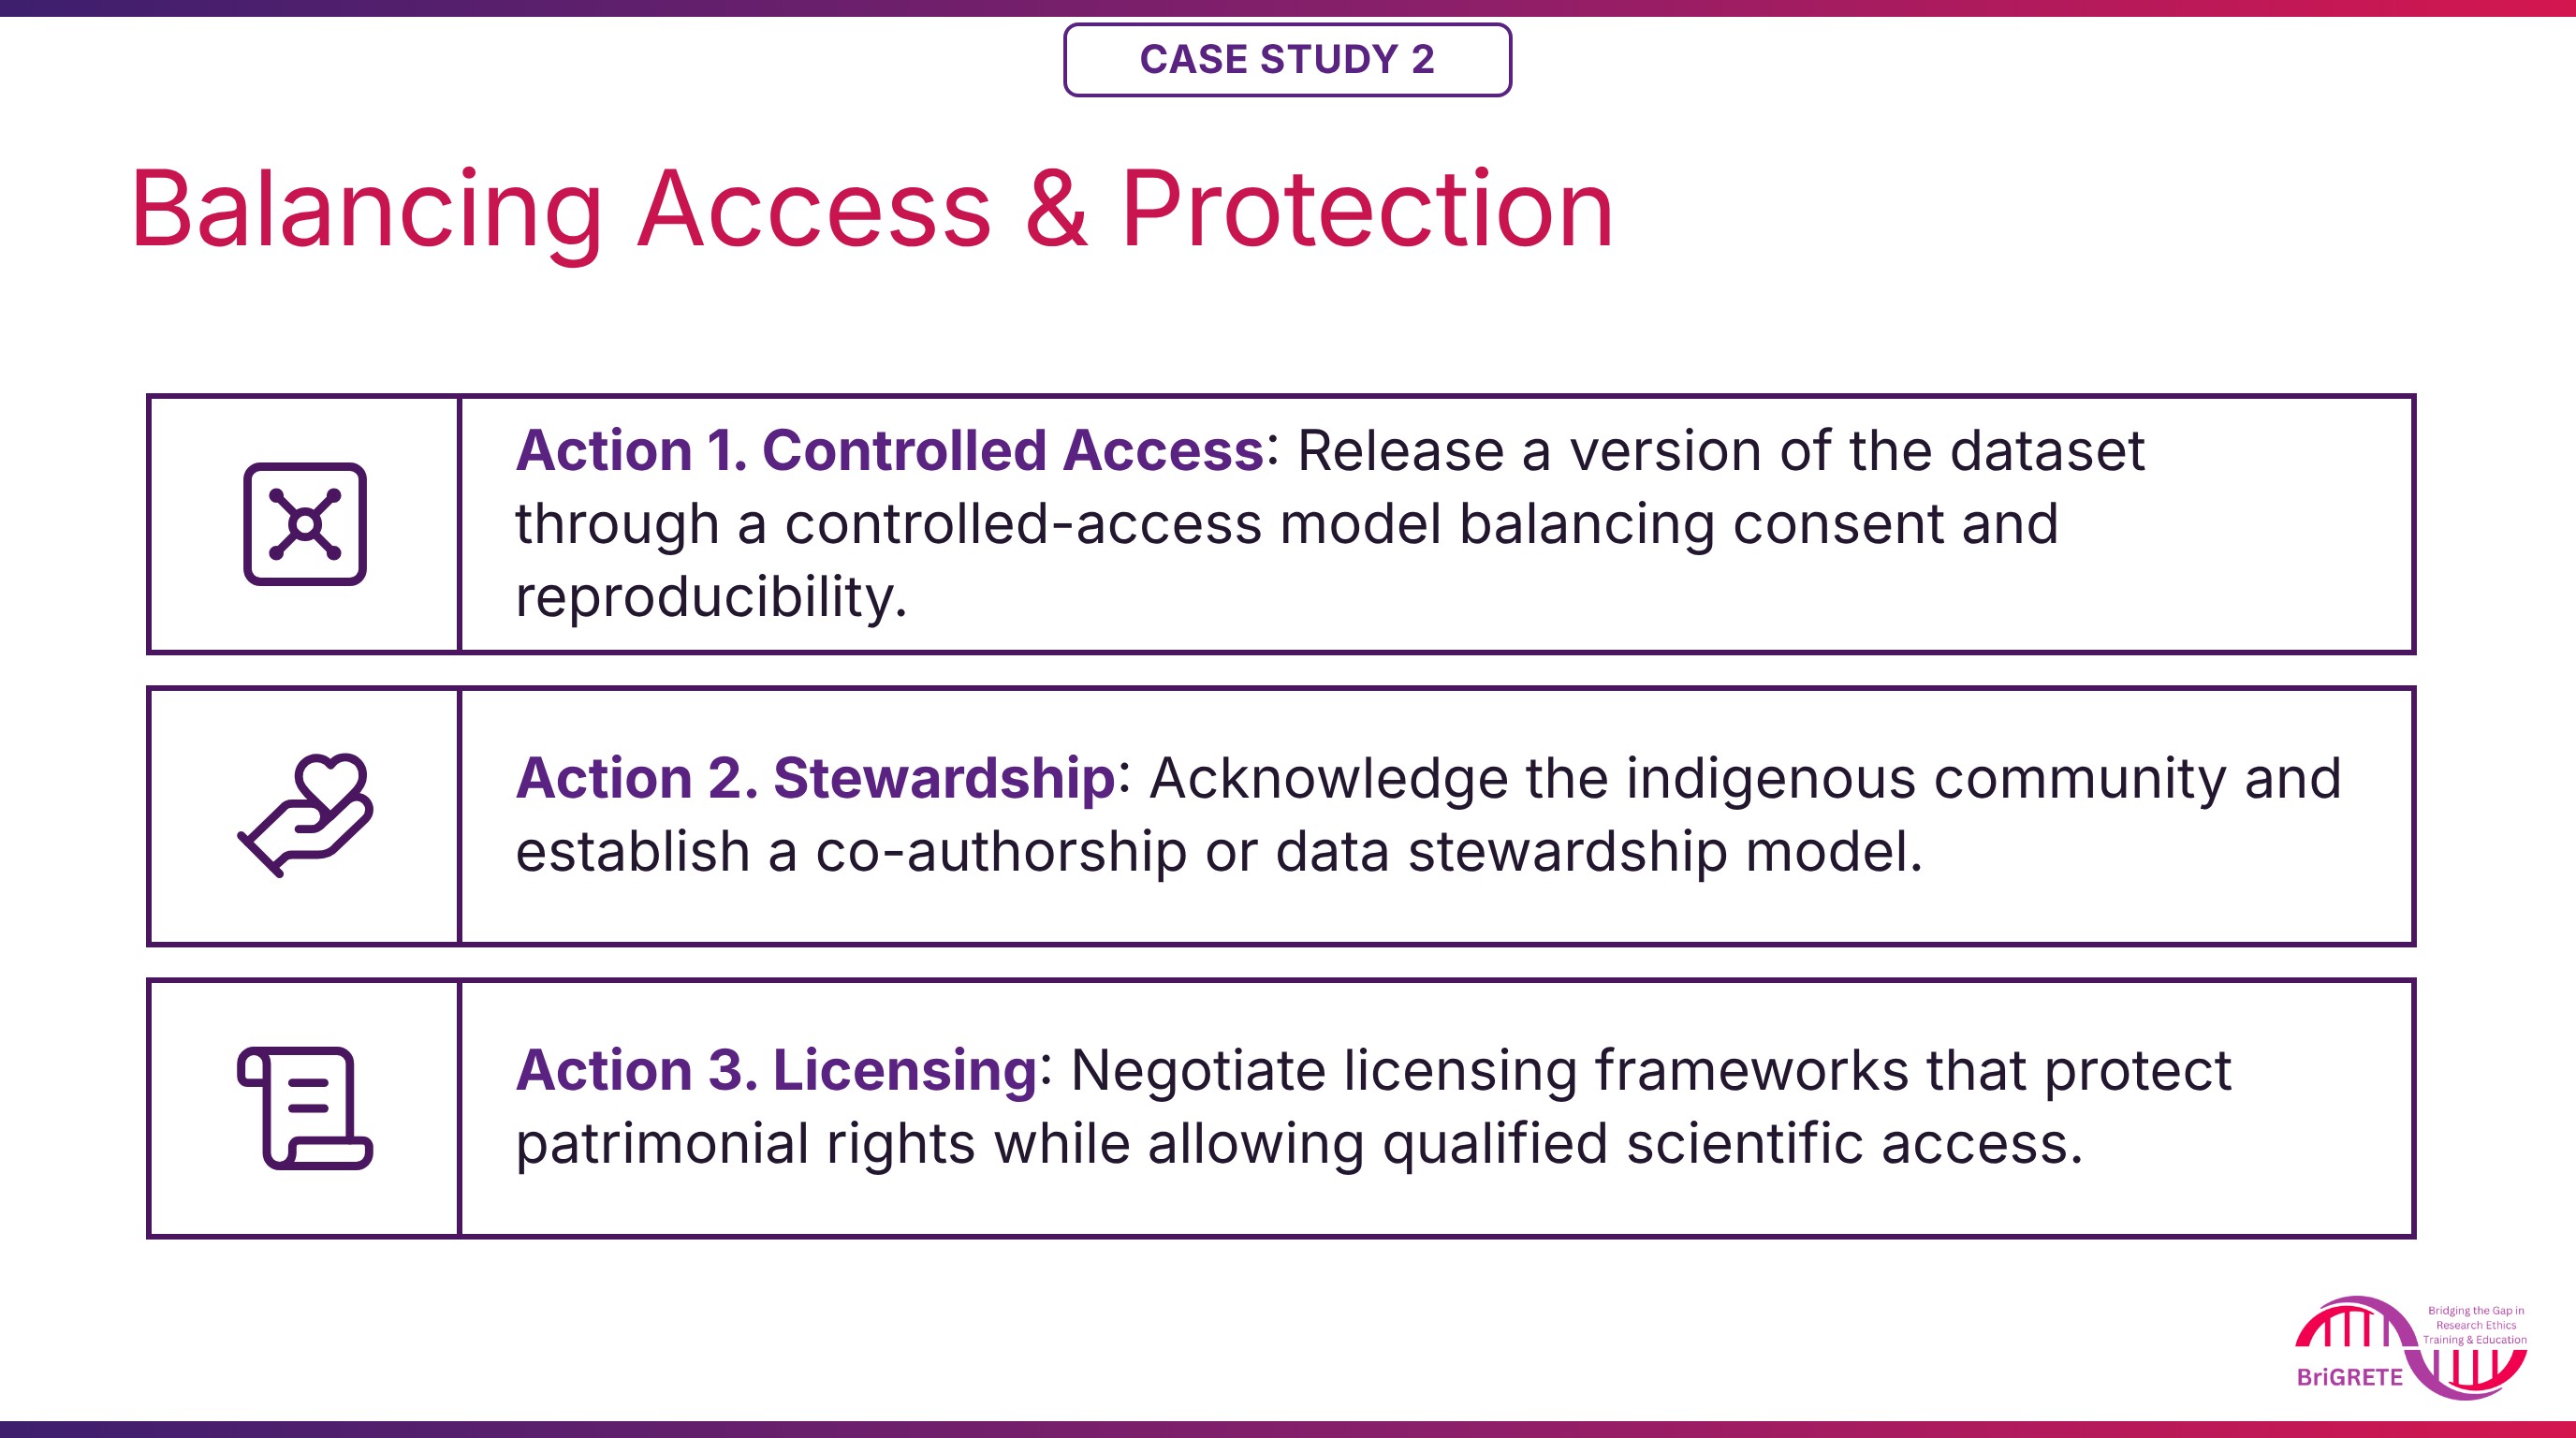 CASE STUDY 2
Balancing Access & Protection
Action 1. Controlled Access: Release a version of the dataset
through a controlled-access model balancing consent and
reproducibility.
Action 2. Stewardship: Acknowledge the indigenous community and
establish a co-authorship or data stewardship model.
Action 3. Licensing: Negotiate licensing frameworks that protect
patrimonial rights while allowing qualified scientific access.
Bridging the Gap in
Research Ethics
Training & Education
BriGRETE